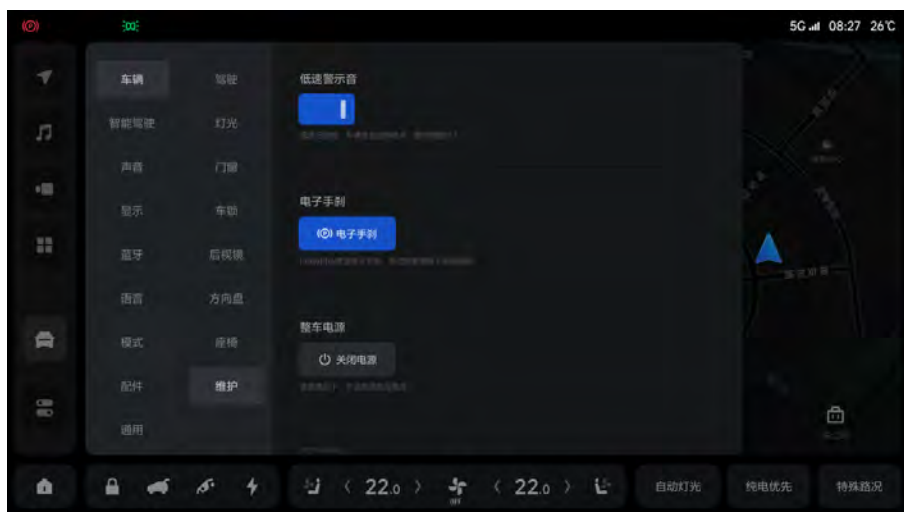 5G 08:27 26℃
车辆
智能驾驶
声音
显示
蓝牙
语言
模式
配件
通用
驾驶
灯光
门窗
车锁
后视镜
方向盘
座椅
维护
低速警示音
电子手刹
(P) 电子手刹
整车电源
关闭电源
22.0
OFF
22.0
自动灯光
纯电优先
特殊路况